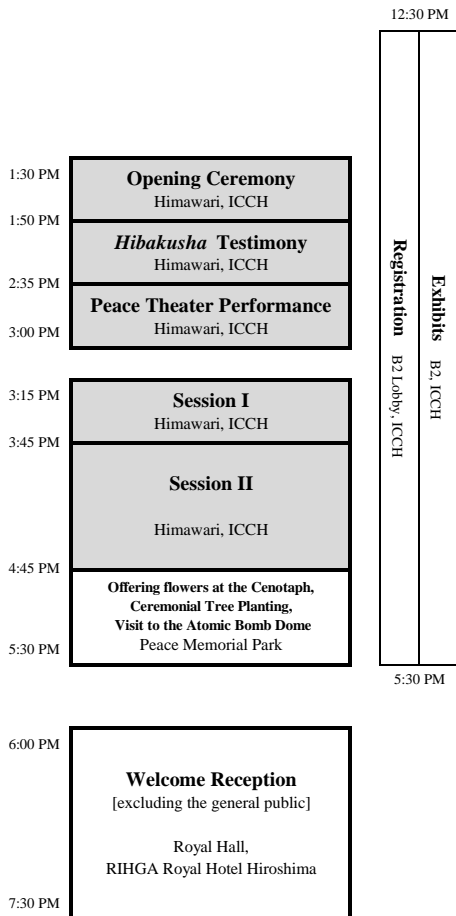 12:30 PM
1:30 PM
Opening Ceremony
Himawari, ICCH
1:50 PM
Hibakusha Testimony
Himawari, ICCH
2:35 PM
Peace Theater Performance
Himawari, ICCH
3:00 PM
3:15 PM
Session I
Himawari, ICCH
3:45 PM
Session II
Himawari, ICCH
4:45 PM
Offering flowers at the Cenotaph,
Ceremonial Tree Planting,
Visit to the Atomic Bomb Dome
Peace Memorial Park
5:30 PM
Registration B2 Lobby, ICCH
Exhibits B2, ICCH
5:30 PM
6:00 PM
Welcome Reception
[excluding the general public]
Royal Hall,
RIHGA Royal Hotel Hiroshima
7:30 PM